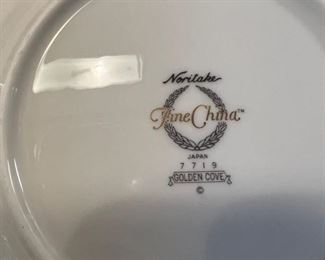 Noritake
Fine China™
JAPAN
7719
GOLDEN COVE
©